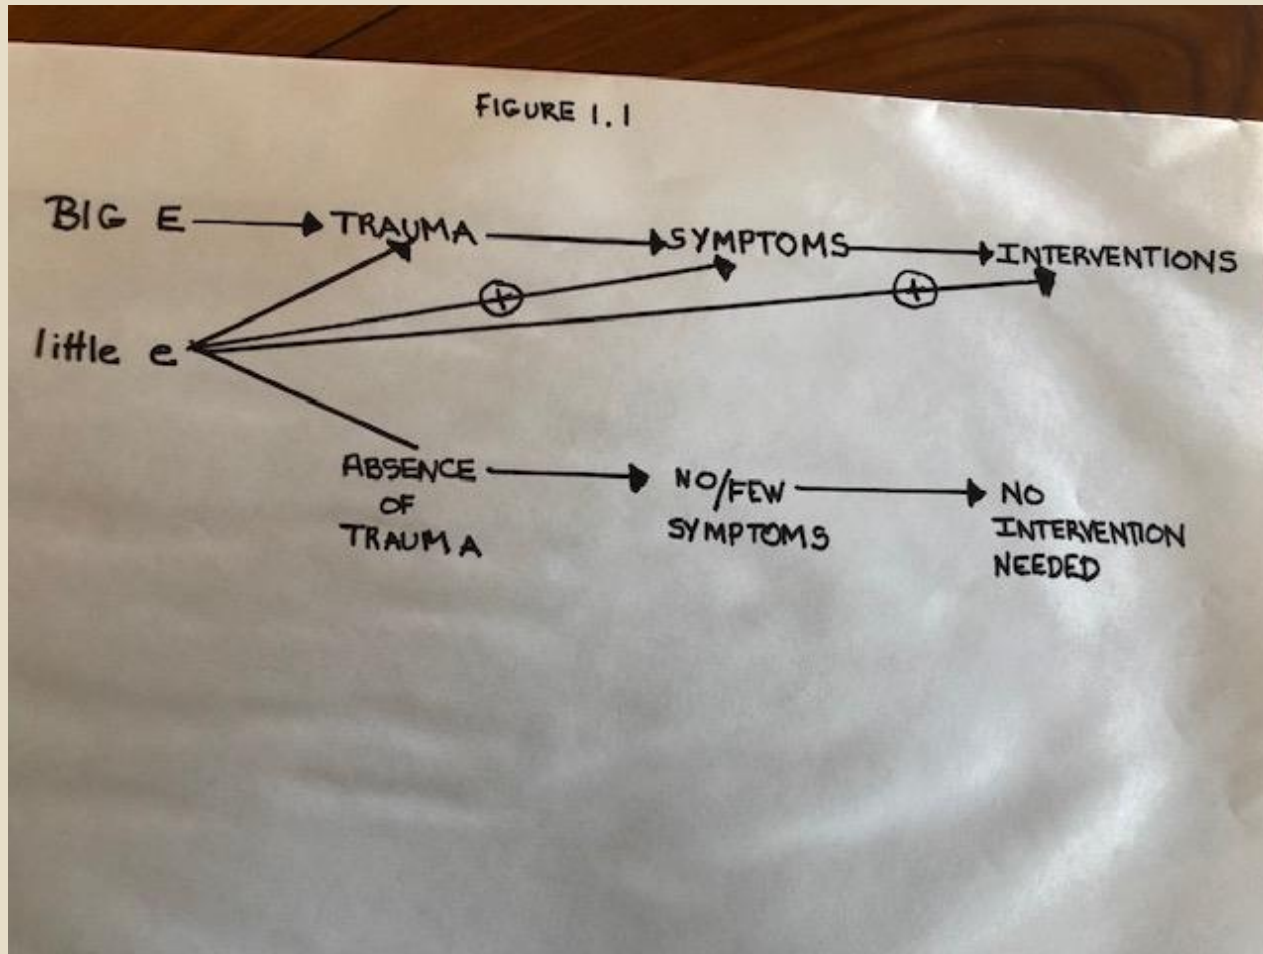 FIGURE 1.1
BIG E TRAUMA SYMPTOMS INTERVENTIONS
+ +
little e
ABSENCE
OF
TRAUMA
NO/FEW
SYMPTOMS
NO
INTERVENTION
NEEDED